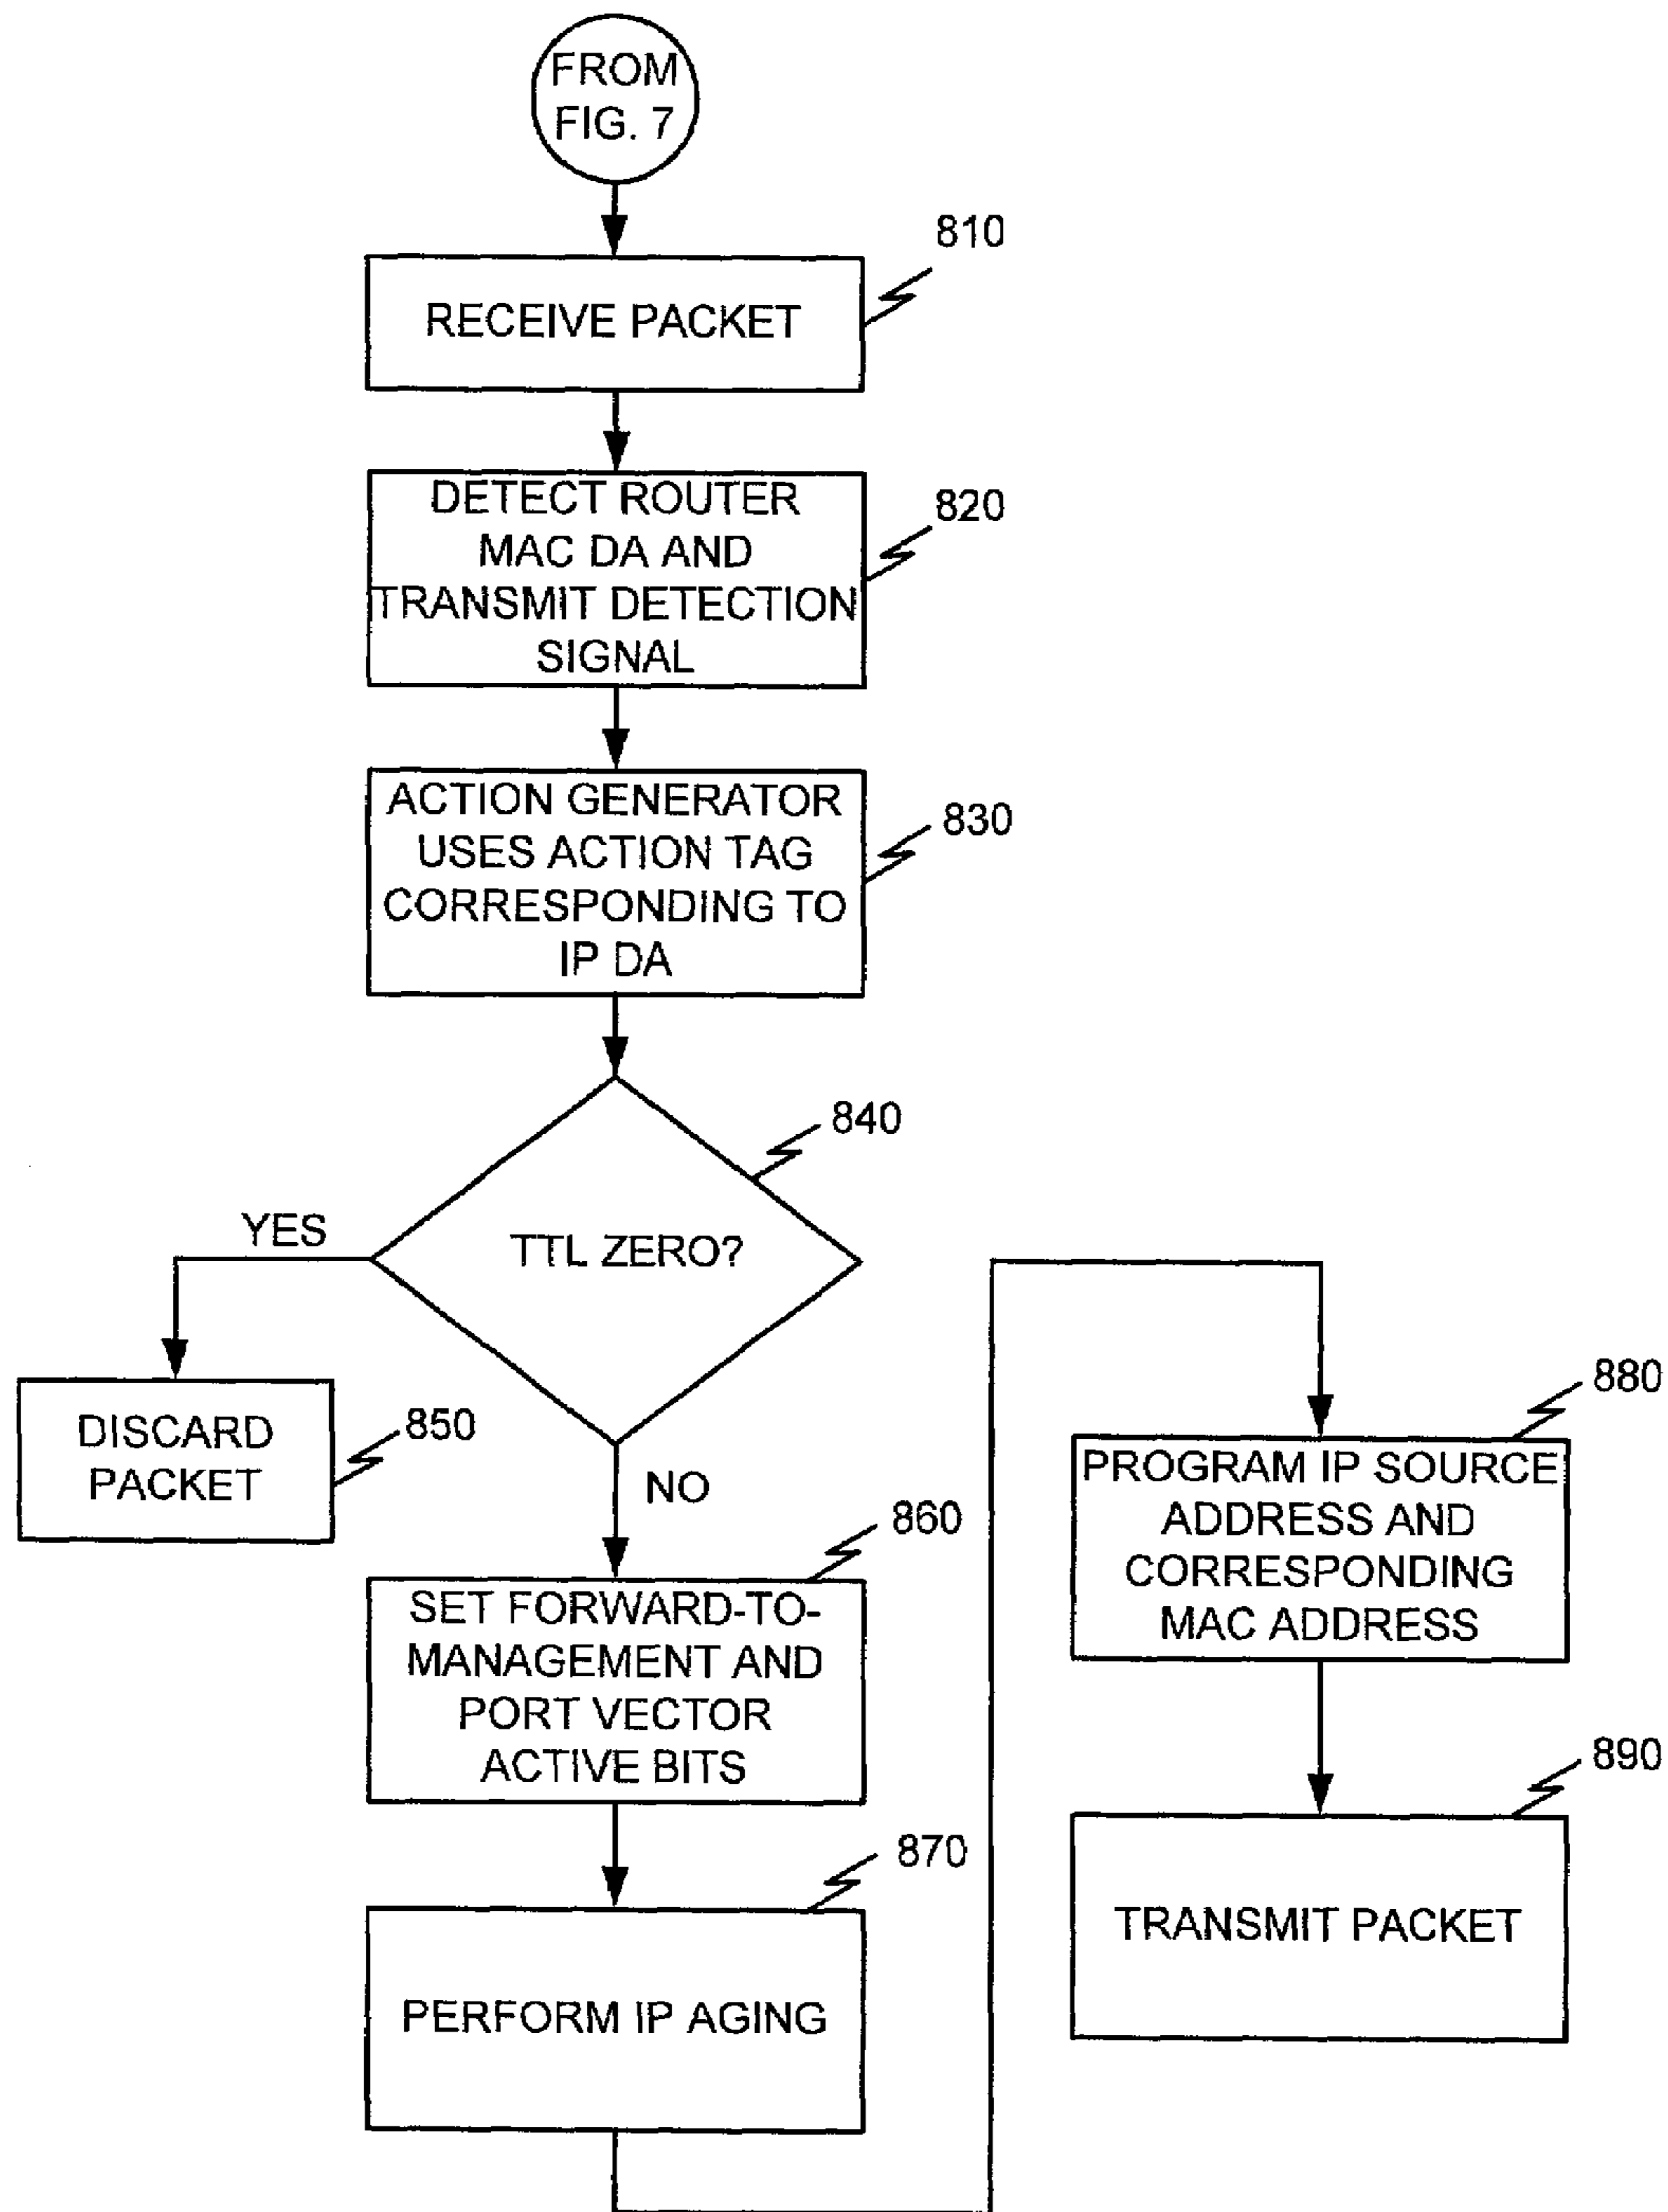 FROM
FIG. 7
810
RECEIVE PACKET
820
DETECT ROUTER
MAC DA AND
TRANSMIT DETECTION
SIGNAL
830
ACTION GENERATOR
USES ACTION TAG
CORRESPONDING TO
IP DA
840
TTL ZERO?
YES
850
DISCARD
PACKET
NO
860
SET FORWARD-TO-
MANAGEMENT AND
PORT VECTOR
ACTIVE BITS
870
PERFORM IP AGING
880
PROGRAM IP SOURCE
ADDRESS AND
CORRESPONDING
MAC ADDRESS
890
TRANSMIT PACKET